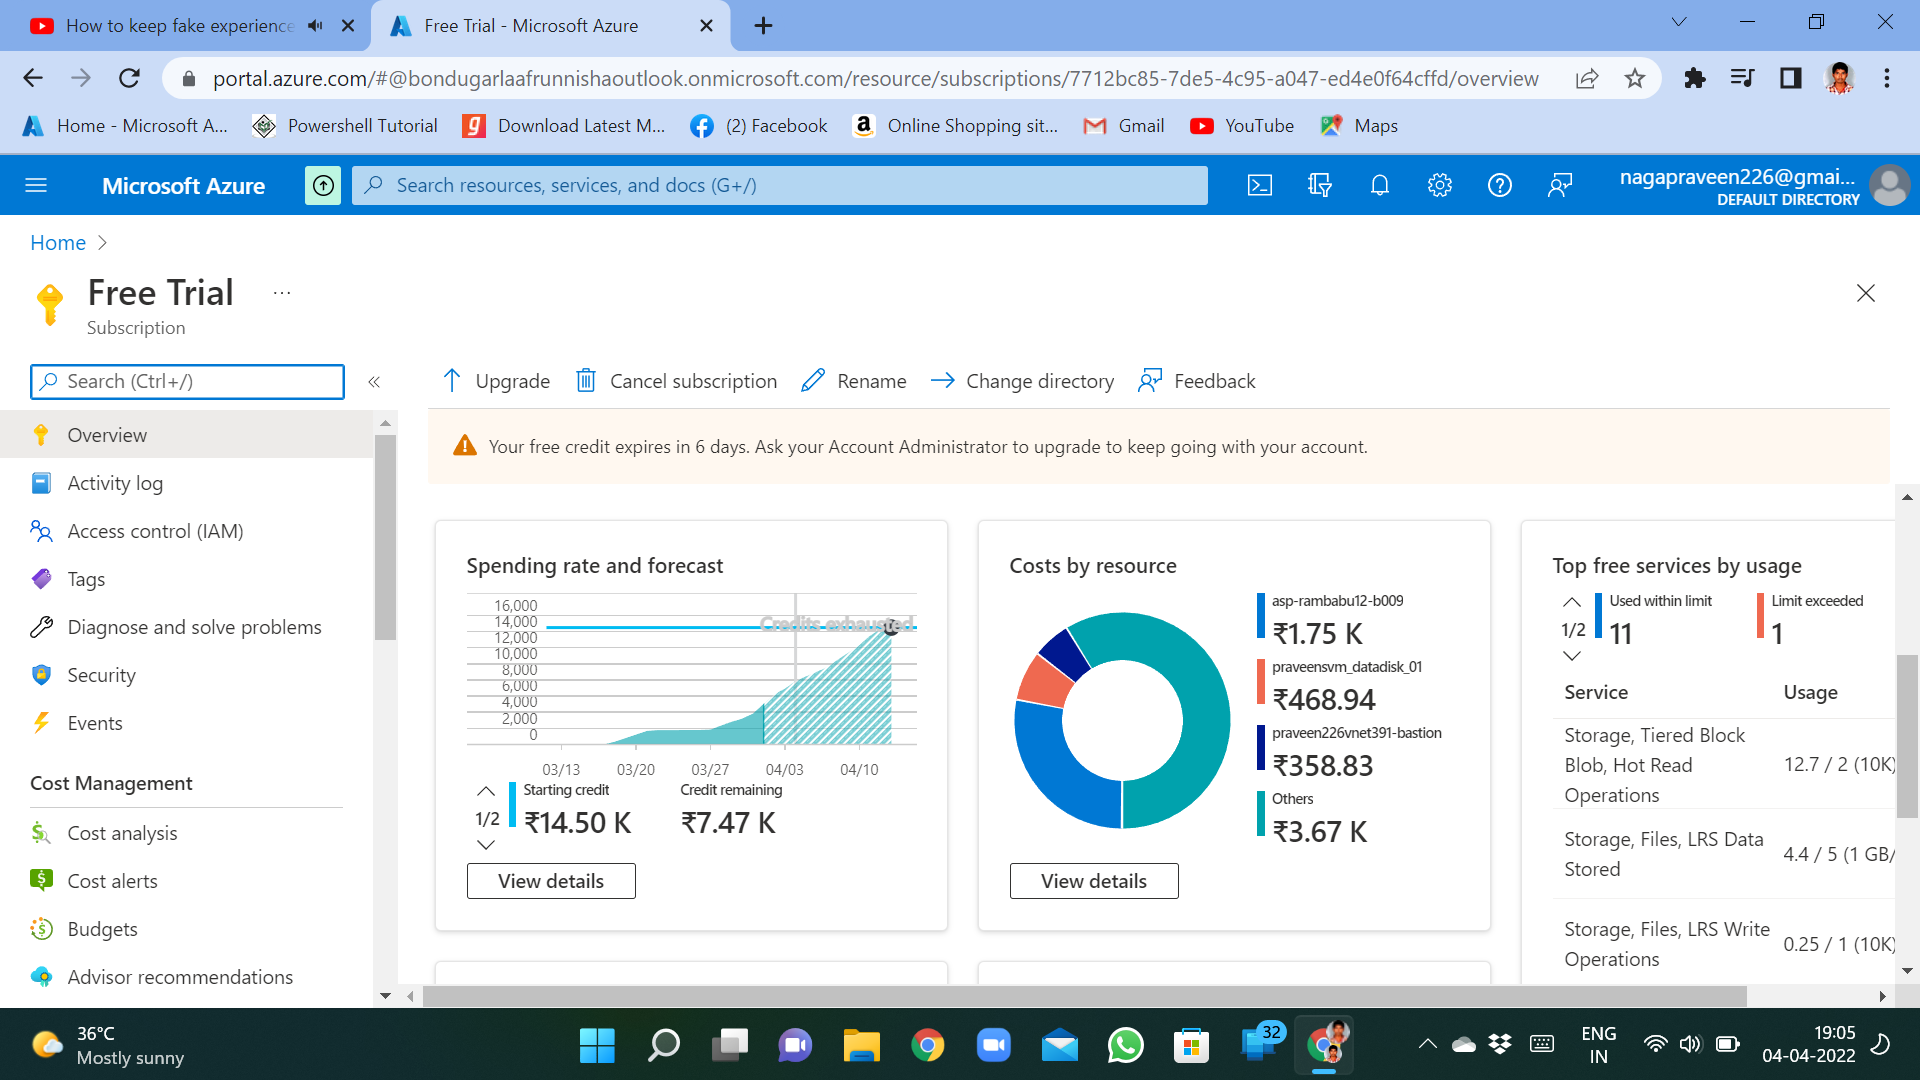 How to keep fake experience
Free Trial - Microsoft Azure
portal.azure.com/#@bondugarlaafrunnishaoutlook.onmicrosoft.com/resource/subscriptions/7712bc85-7de5-4c95-a047-ed4e0f64cffd/overview
Home - Microsoft A...
Powershell Tutorial
Download Latest M...
(2) Facebook
Online Shopping sit...
Gmail
YouTube
Maps
Microsoft Azure
Search resources, services, and docs (G+/)
nagapraveen226@gmai...
DEFAULT DIRECTORY
Home
Free Trial
...
Subscription
Search (Ctrl+/)
«
Upgrade
Cancel subscription
Rename
Change directory
Feedback
Your free credit expires in 6 days. Ask your Account Administrator to upgrade to keep going with your account.
Overview
Activity log
Access control (IAM)
Tags
Diagnose and solve problems
Security
Events
Cost Management
Cost analysis
Cost alerts
Budgets
Advisor recommendations
Spending rate and forecast
16,000
14,000
12,000
10,000
8,000
6,000
4,000
2,000
0
Credits exhausted
03/13
03/20
03/27
04/03
04/10
1/2
Starting credit
₹14.50 K
Credit remaining
₹7.47 K
View details
Costs by resource
asp-rambabu12-b009
₹1.75 K
praveensvm_datadisk_01
₹468.94
praveen226vnet391-bastion
₹358.83
Others
₹3.67 K
View details
Top free services by usage
1/2
Used within limit
11
Limit exceeded
1
Service
Usage
Storage, Tiered Block
Blob, Hot Read
Operations
12.7 / 2 (10K)
Storage, Files, LRS Data
Stored
4.4 / 5 (1 GB/
Storage, Files, LRS Write
Operations
0.25 / 1 (10K)
36°C
Mostly sunny
32
ENG
IN
19:05
04-04-2022